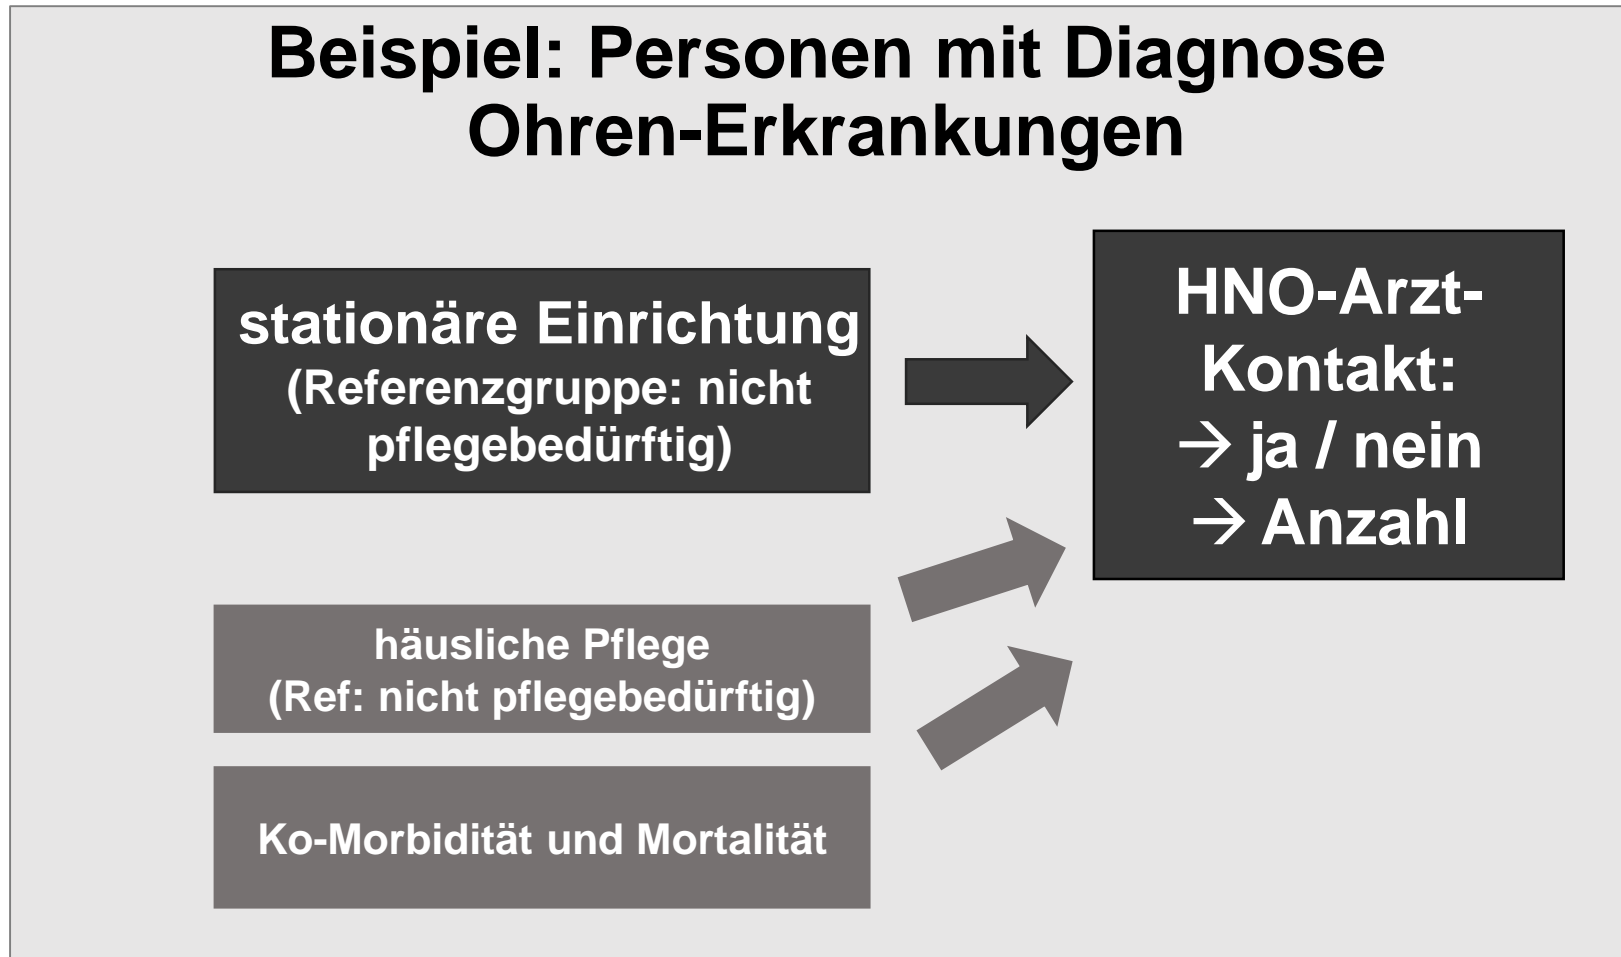 Beispiel: Personen mit Diagnose
Ohren-Erkrankungen
stationäre Einrichtung
(Referenzgruppe: nicht
pflegebedürftig)
HNO-Arzt-
Kontakt:
→ ja / nein
→ Anzahl
häusliche Pflege
(Ref: nicht pflegebedürftig)
Ko-Morbidität und Mortalität